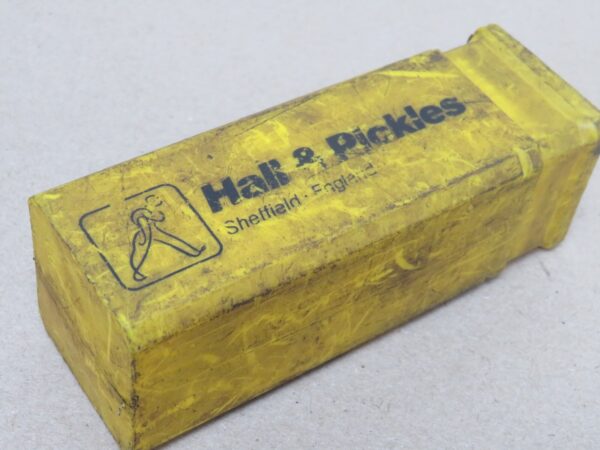 Hall & Pickles
Sheffield · England